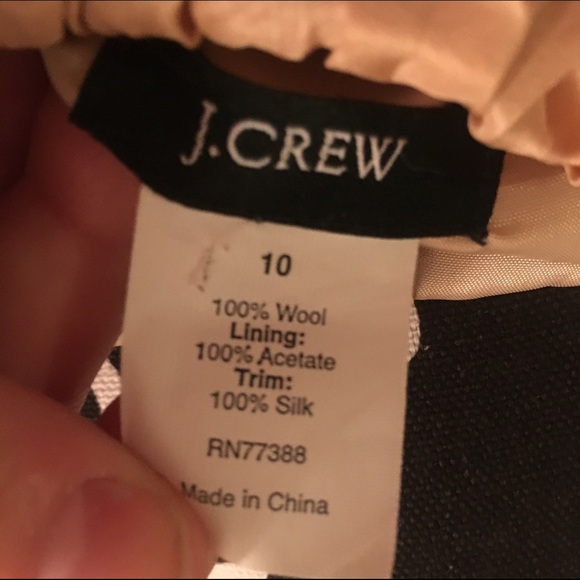 J.CREW
10
100% Wool
Lining:
100% Acetate
Trim:
100% Silk
RN77388
Made in China